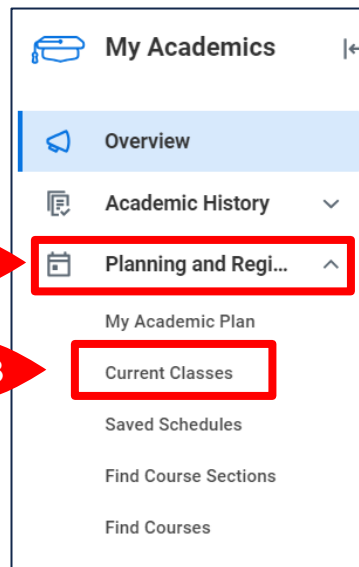 My Academics
Overview
Academic History
Planning and Regi...
My Academic Plan
Current Classes
Saved Schedules
Find Course Sections
Find Courses